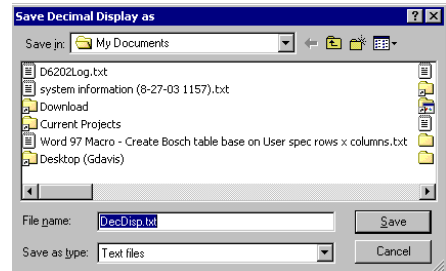 Save Decimal Display as
Save in: My Documents
D6202Log.txt
system information (8-27-03 1157).txt
Download
Current Projects
Word 97 Macro - Create Bosch table base on User spec rows x columns.txt
Desktop (Gdavis)
File name: DecDisp.txt Save
Save as type: Text files Cancel